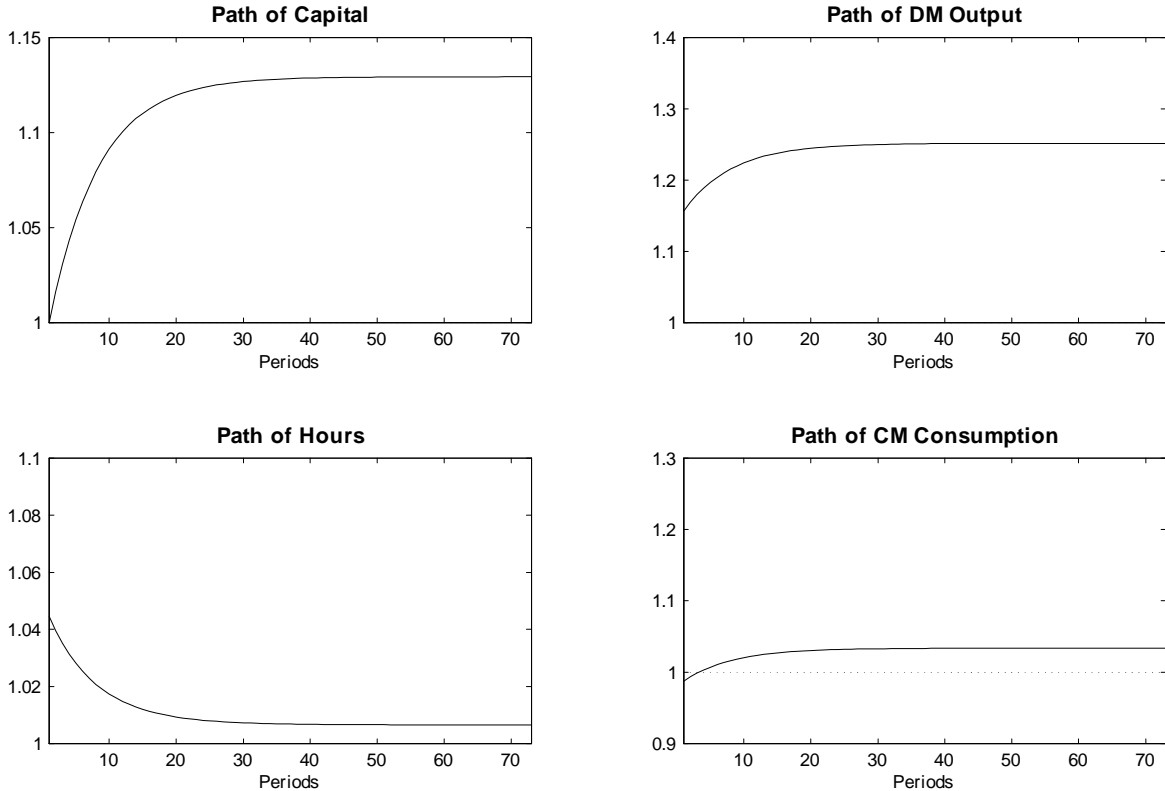 Path of Capital
1.15
1.1
1.05
1
10 20 30 40 50 60 70
Periods
Path of DM Output
1.4
1.3
1.2
1.1
1
10 20 30 40 50 60 70
Periods
Path of Hours
1.1
1.08
1.06
1.04
1.02
1
10 20 30 40 50 60 70
Periods
Path of CM Consumption
1.3
1.2
1.1
1
0.9
10 20 30 40 50 60 70
Periods